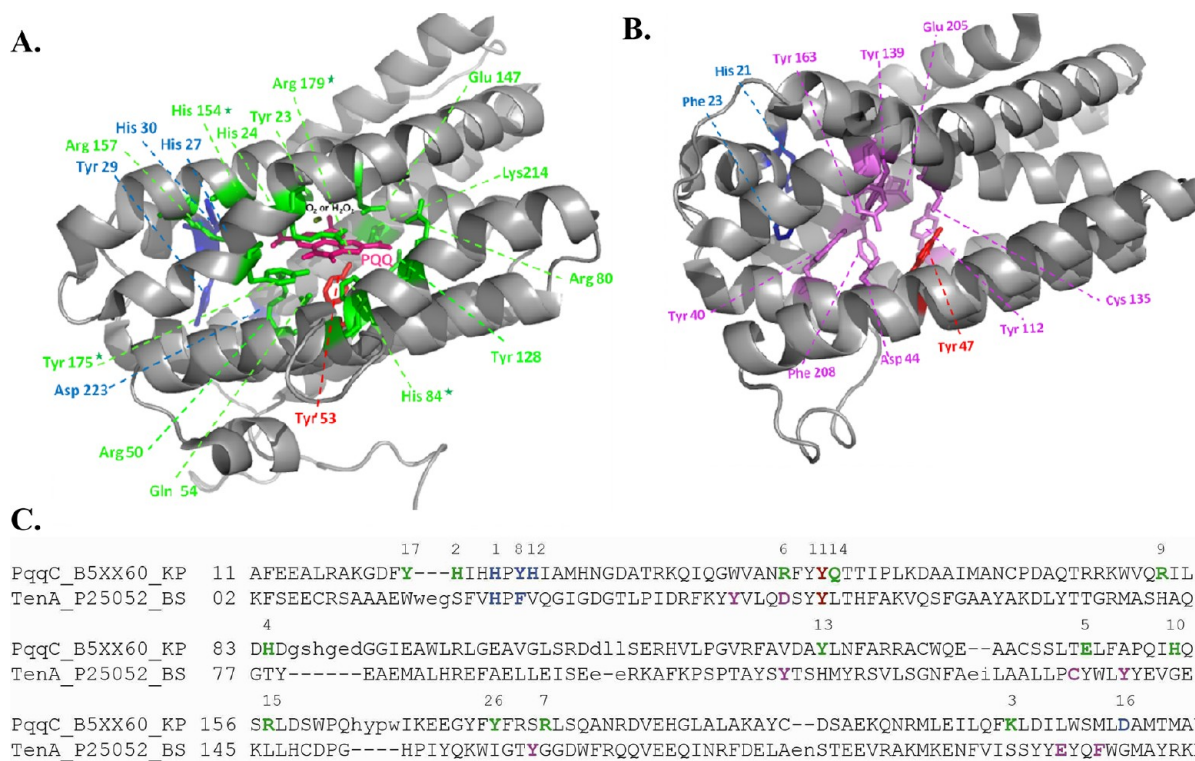 A.
Arg 179*
Glu 147
His 154*
Tyr 23
His 30
His 24
Arg 157
His 27
Tyr 29
Lys214
O₂ or H₂O₂
PQQ
Arg 80
Tyr 175*
Tyr 128
Asp 223
His 84*
Tyr 53
Arg 50
Gln 54
B.
Glu 205
Tyr 163
Tyr 139
His 21
Phe 23
Tyr 40
Cys 135
Tyr 112
Asp 44
Tyr 47
Phe 208
C.
17 2 1 8 12 6 11 14 9
PqqC_B5XX60_KP 11 AFEEALRAKGDFY---HIHHPYHIAMHNGDATRKQIQGWVANRFYYQTTIPLKDAAIMANCPDAQTRRKWVQRIL
TenA_P25052_BS 02 KFSEECRSAAAEWwegSFVHPFVQGIGDGTLPIDRFKYYVLQDSYYLTHFAKVQSFGAAYAKDLYTTGRMASHAQ
4 13 5 10
PqqC_B5XX60_KP 83 DHDgshgedGGIEAWLRLGEAVGLSRDdllsERHVLPGVRFAVDAYLNFARRACWQE--AACSSLTELFAPQIHQ
TenA_P25052_BS 77 GTY------EAEMALHREFAELLEISEe-eRKAFKPSPTAYSYTSHMYRSVLSGNFAeiLAALLPCYWLYYEVGE
15 26 7 3 16
PqqC_B5XX60_KP 156 SRLDSWPQhypwIKEEGYFYFRSRLSQANRDVEHGLALAKAYC--DSAEKQNRMLEILQFKLDILWSMLDAMTMA
TenA_P25052_BS 145 KLLHCDPG----HPIYQKWIGTYGGDWFRQQVEEQINRFDELAenSTEEVRAKMKENFVISSYYEYQFWGMAYRK